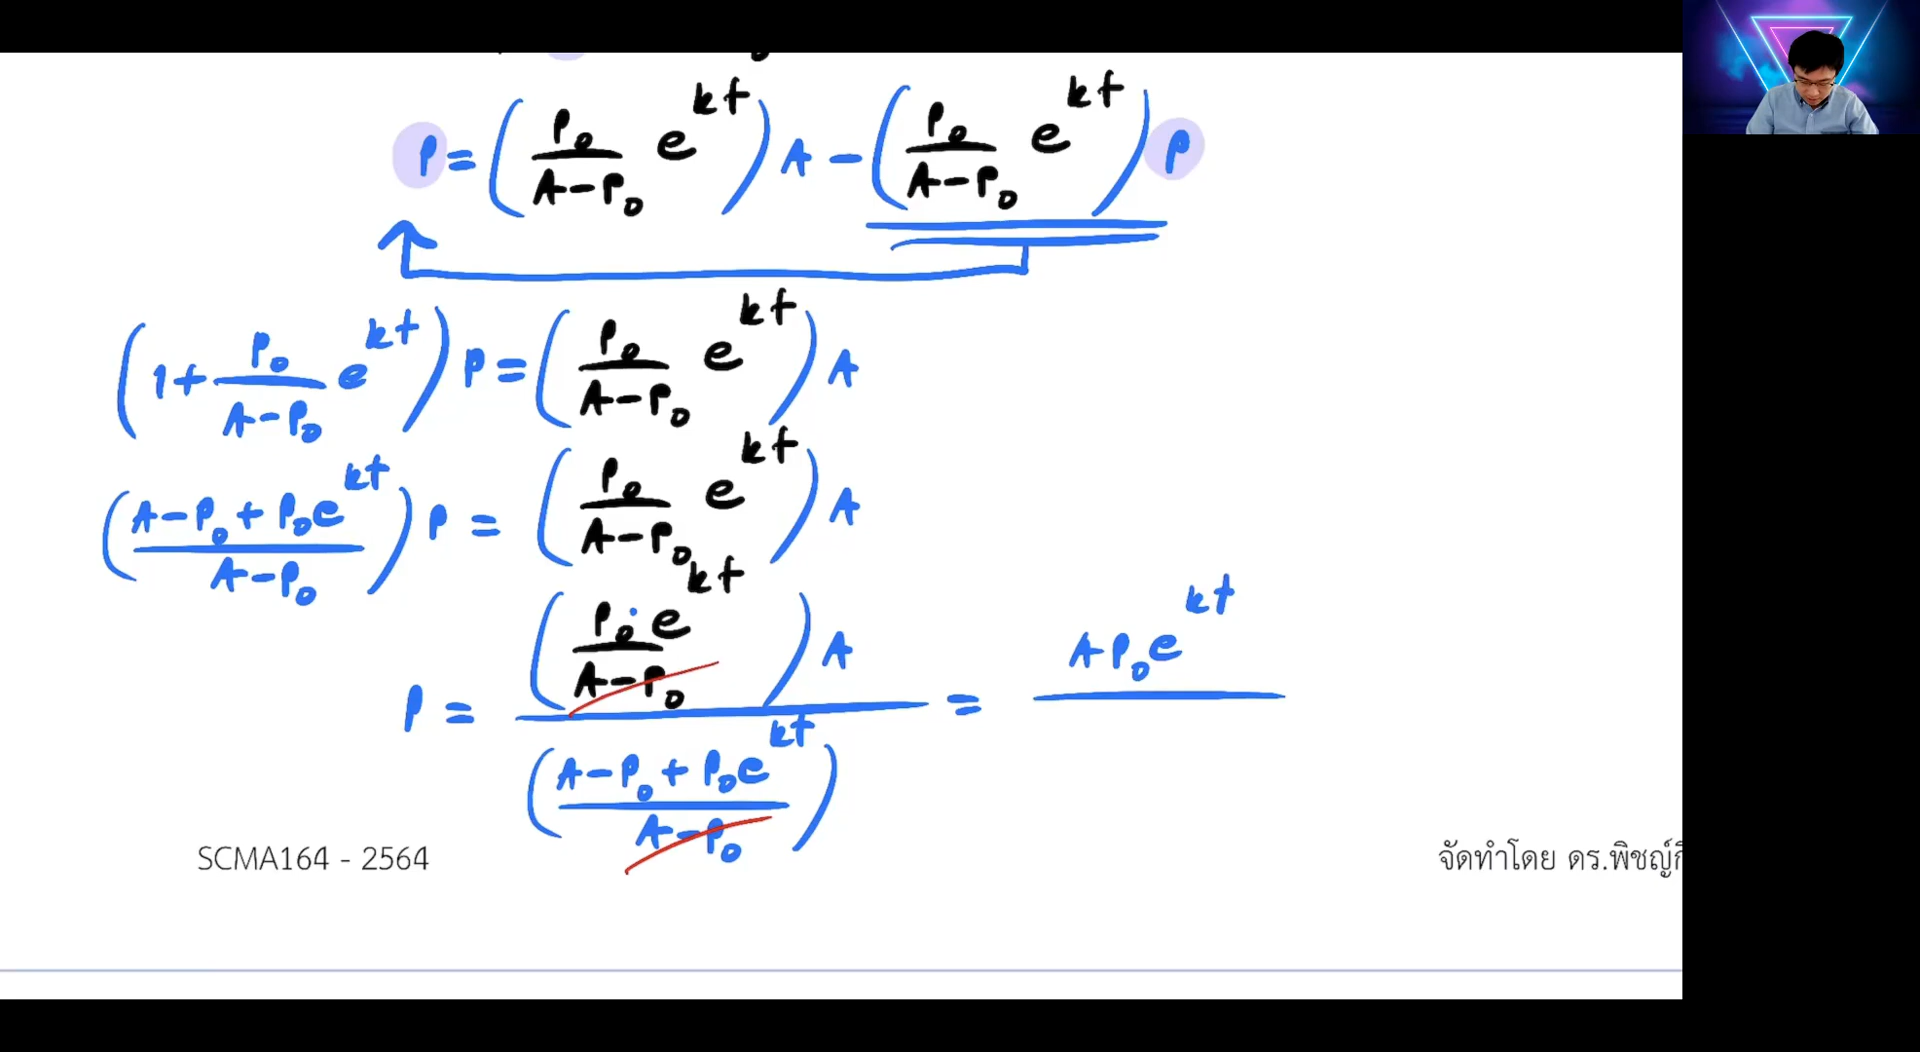 P = (P₀/(A-P₀) e^{kt}) A - (P₀/(A-P₀) e^{kt}) P
(1 + P₀/(A-P₀) e^{kt}) P = (P₀/(A-P₀) e^{kt}) A
((A-P₀+P₀e^{kt})/(A-P₀)) P = (P₀/(A-P₀) e^{kt}) A
P = ((P₀·e^{kt})/(A-P₀)) A / ((A-P₀+P₀e^{kt})/(A-P₀)) = AP₀e^{kt}/
SCMA164 - 2564
จัดทำโดย ดร.พิชญ์กิ